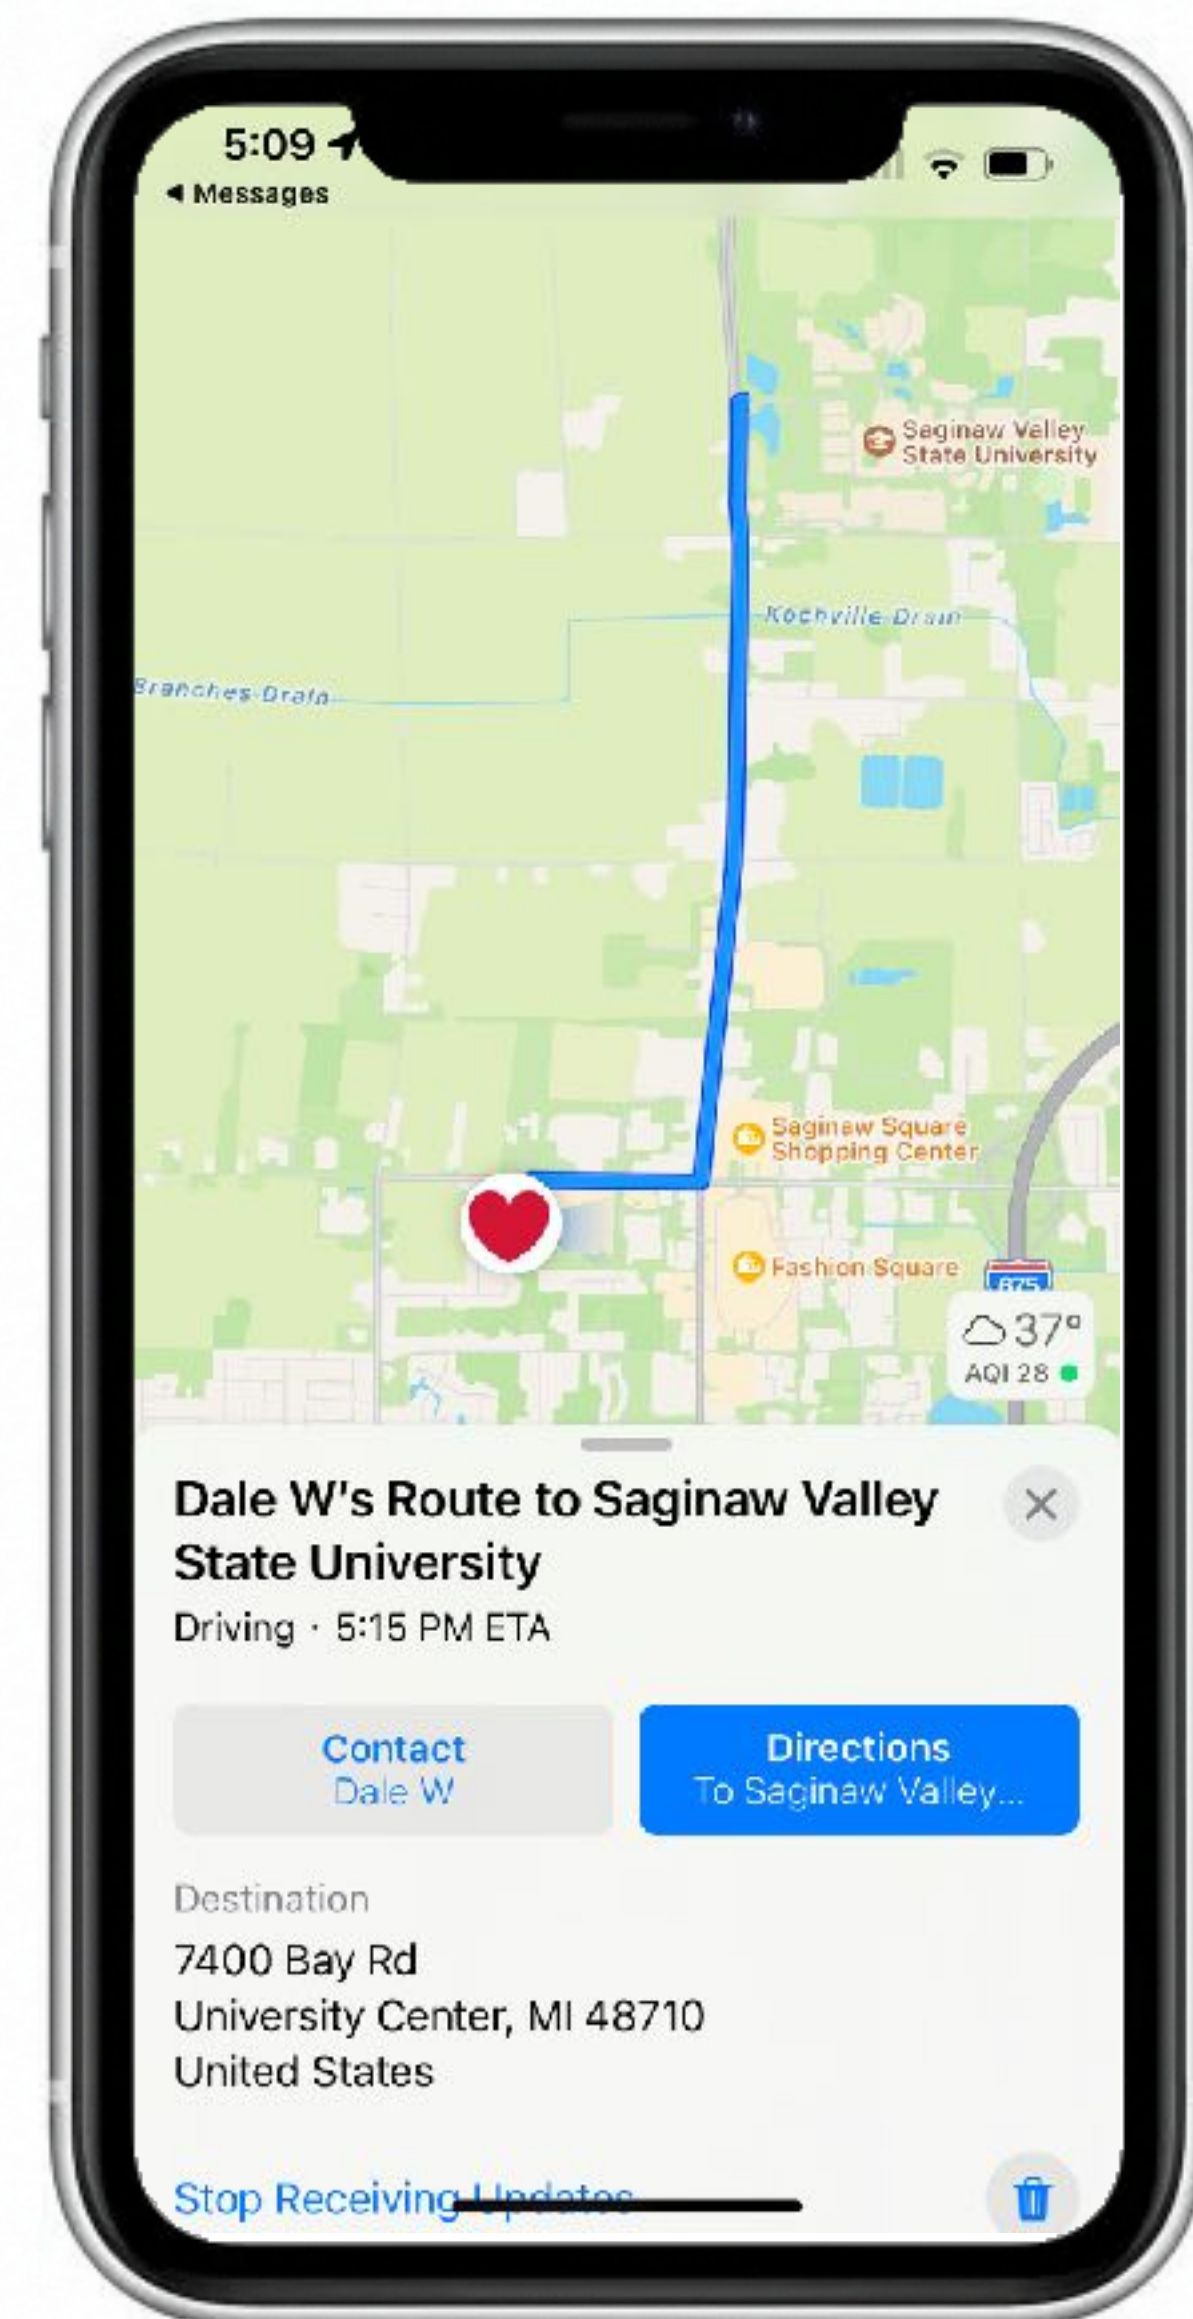 5:09
◀ Messages
Saginaw Valley
State University
Kochville Drain
Branches Drain
Saginaw Square
Shopping Center
Fashion Square
675
37°
AQI 28
Dale W's Route to Saginaw Valley
State University
Driving · 5:15 PM ETA
Contact
Dale W
Directions
To Saginaw Valley...
Destination
7400 Bay Rd
University Center, MI 48710
United States
Stop Receiving Updates